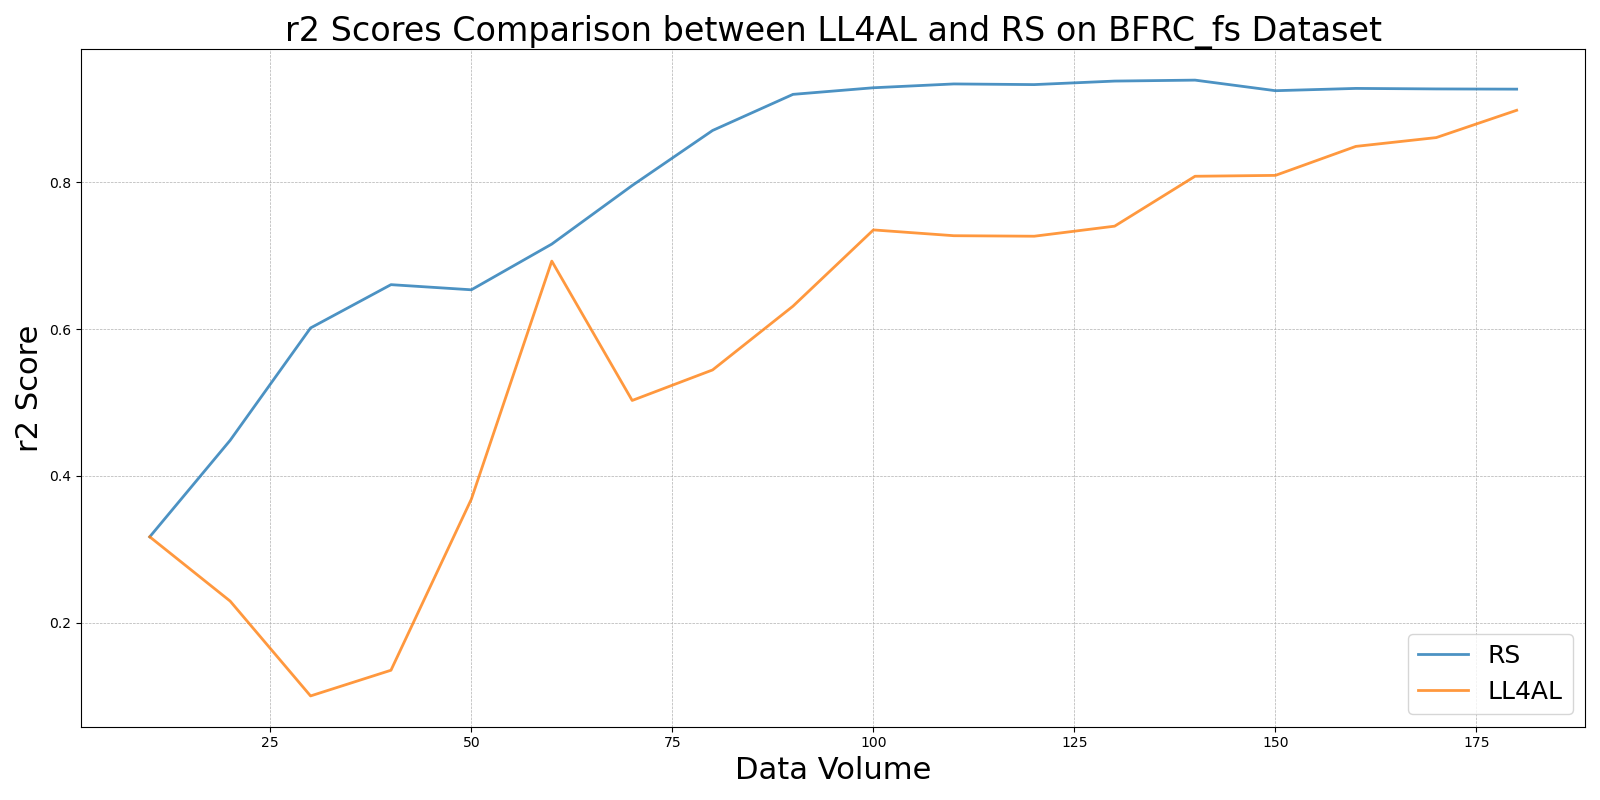 r2 Scores Comparison between LL4AL and RS on BFRC_fs Dataset
r2 Score
0.8
0.6
0.4
0.2
25 50 75 100 125 150 175
Data Volume
RS
LL4AL